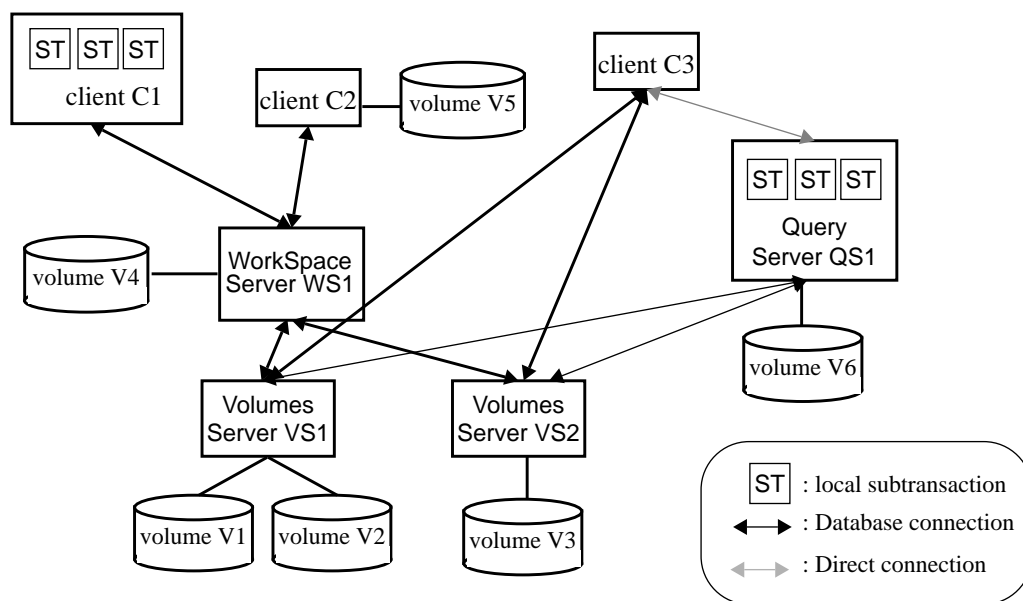 ST ST ST
client C1
client C2
volume V5
client C3
ST ST ST
Query
Server QS1
volume V4
WorkSpace
Server WS1
volume V6
Volumes
Server VS1
Volumes
Server VS2
volume V1
volume V2
volume V3
ST : local subtransaction
: Database connection
: Direct connection